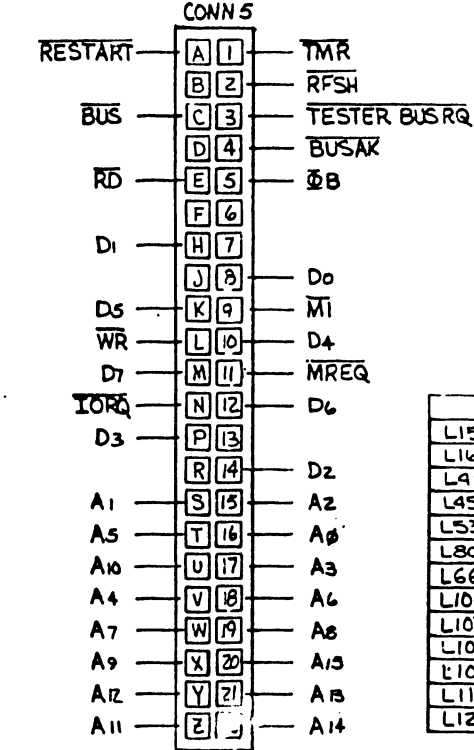 CONN 5
RESTART A 1 TMR
B 2 RFSH
BUS C 3 TESTER BUSRQ
D 4 BUSAK
RD E 5 ΦB
F 6
D1 H 7
J 8 D0
D5 K 9 M1
WR L 10 D4
D7 M 11 MREQ
IORQ N 12 D6
D3 P 13
R 14 D2
A1 S 15 A2
A5 T 16 Aø
A10 U 17 A3
A4 V 18 A6
A7 W 19 A8
A9 X 20 A15
A12 Y 21 A13
A11 Z A14
L15
L16
L4
L45
L53
L80
L66
L10
L10
L10
L10
L11
L12